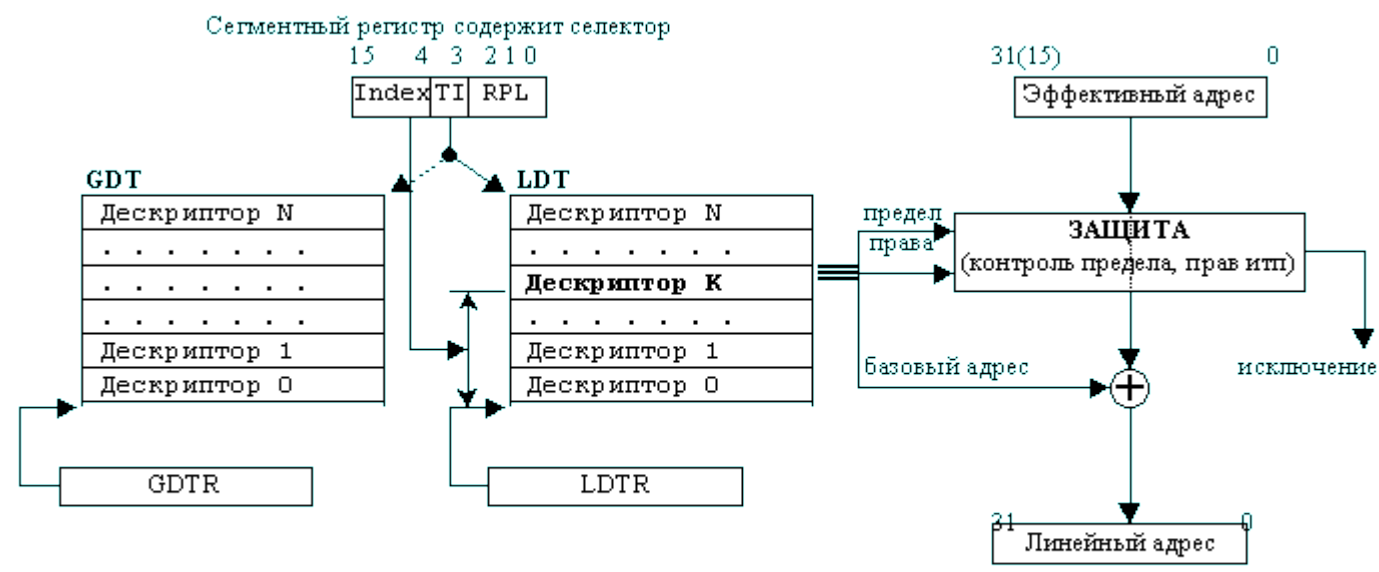 Сегментный регистр содержит селектор
15 4 3 2 1 0
Index TI RPL
31(15) 0
Эффективный адрес
GDT
Дескриптор N
. . . . . . .
. . . . . . .
. . . . . . .
Дескриптор 1
Дескриптор 0
GDTR
LDT
Дескриптор N
. . . . . . .
Дескриптор K
. . . . . . .
Дескриптор 1
Дескриптор 0
LDTR
предел
права
базовый адрес
ЗАЩИТА
(контроль предела, прав итп)
исключение
+
31 0
Линейный адрес